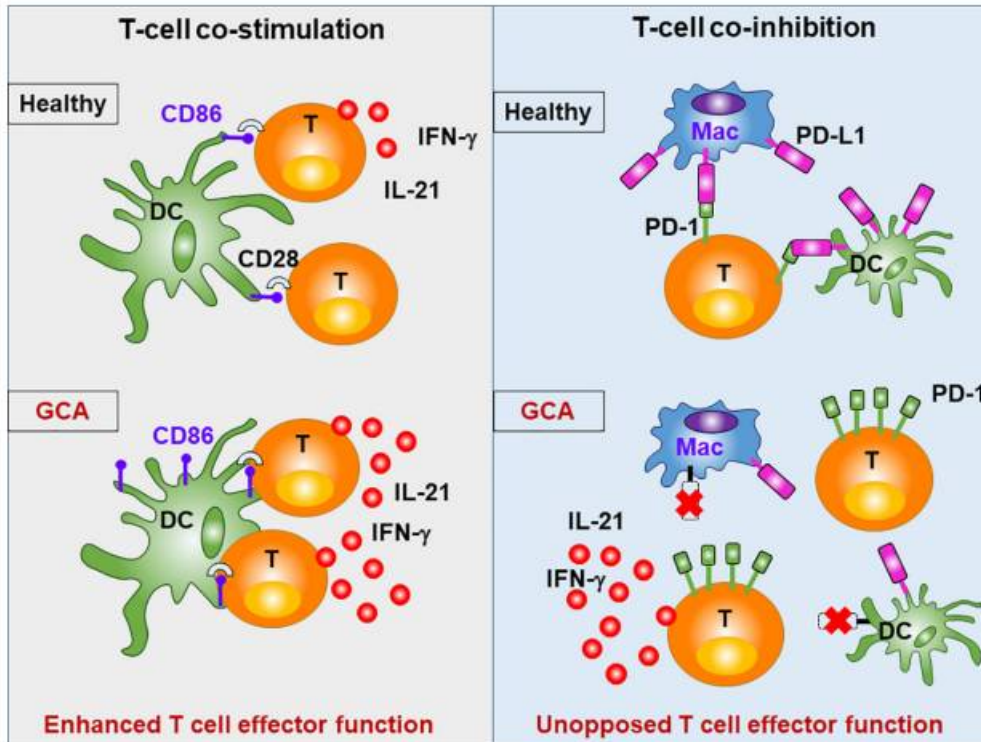 T-cell co-stimulation
Healthy
CD86
T
IFN-γ
IL-21
DC
CD28
T
GCA
CD86
T
IL-21
DC
IFN-γ
T
Enhanced T cell effector function
T-cell co-inhibition
Healthy
Mac
PD-L1
PD-1
T
DC
GCA
PD-1
Mac
T
IL-21
IFN-γ
T
DC
Unopposed T cell effector function